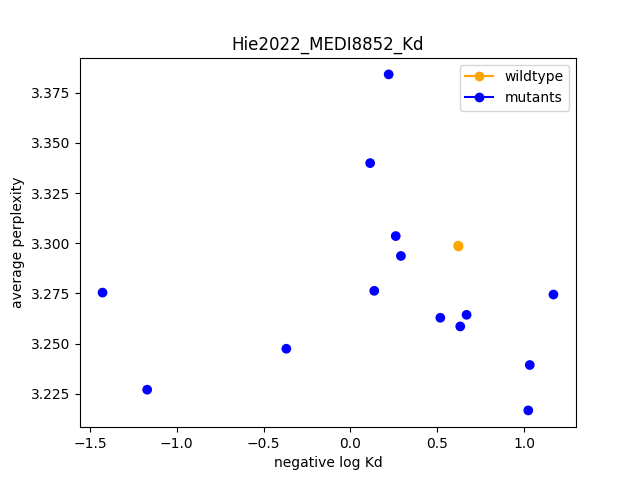 Hie2022_MEDI8852_Kd
wildtype
mutants
3.375
3.350
3.325
3.300
3.275
3.250
3.225
average perplexity
−1.5
−1.0
−0.5
0.0
0.5
1.0
negative log Kd